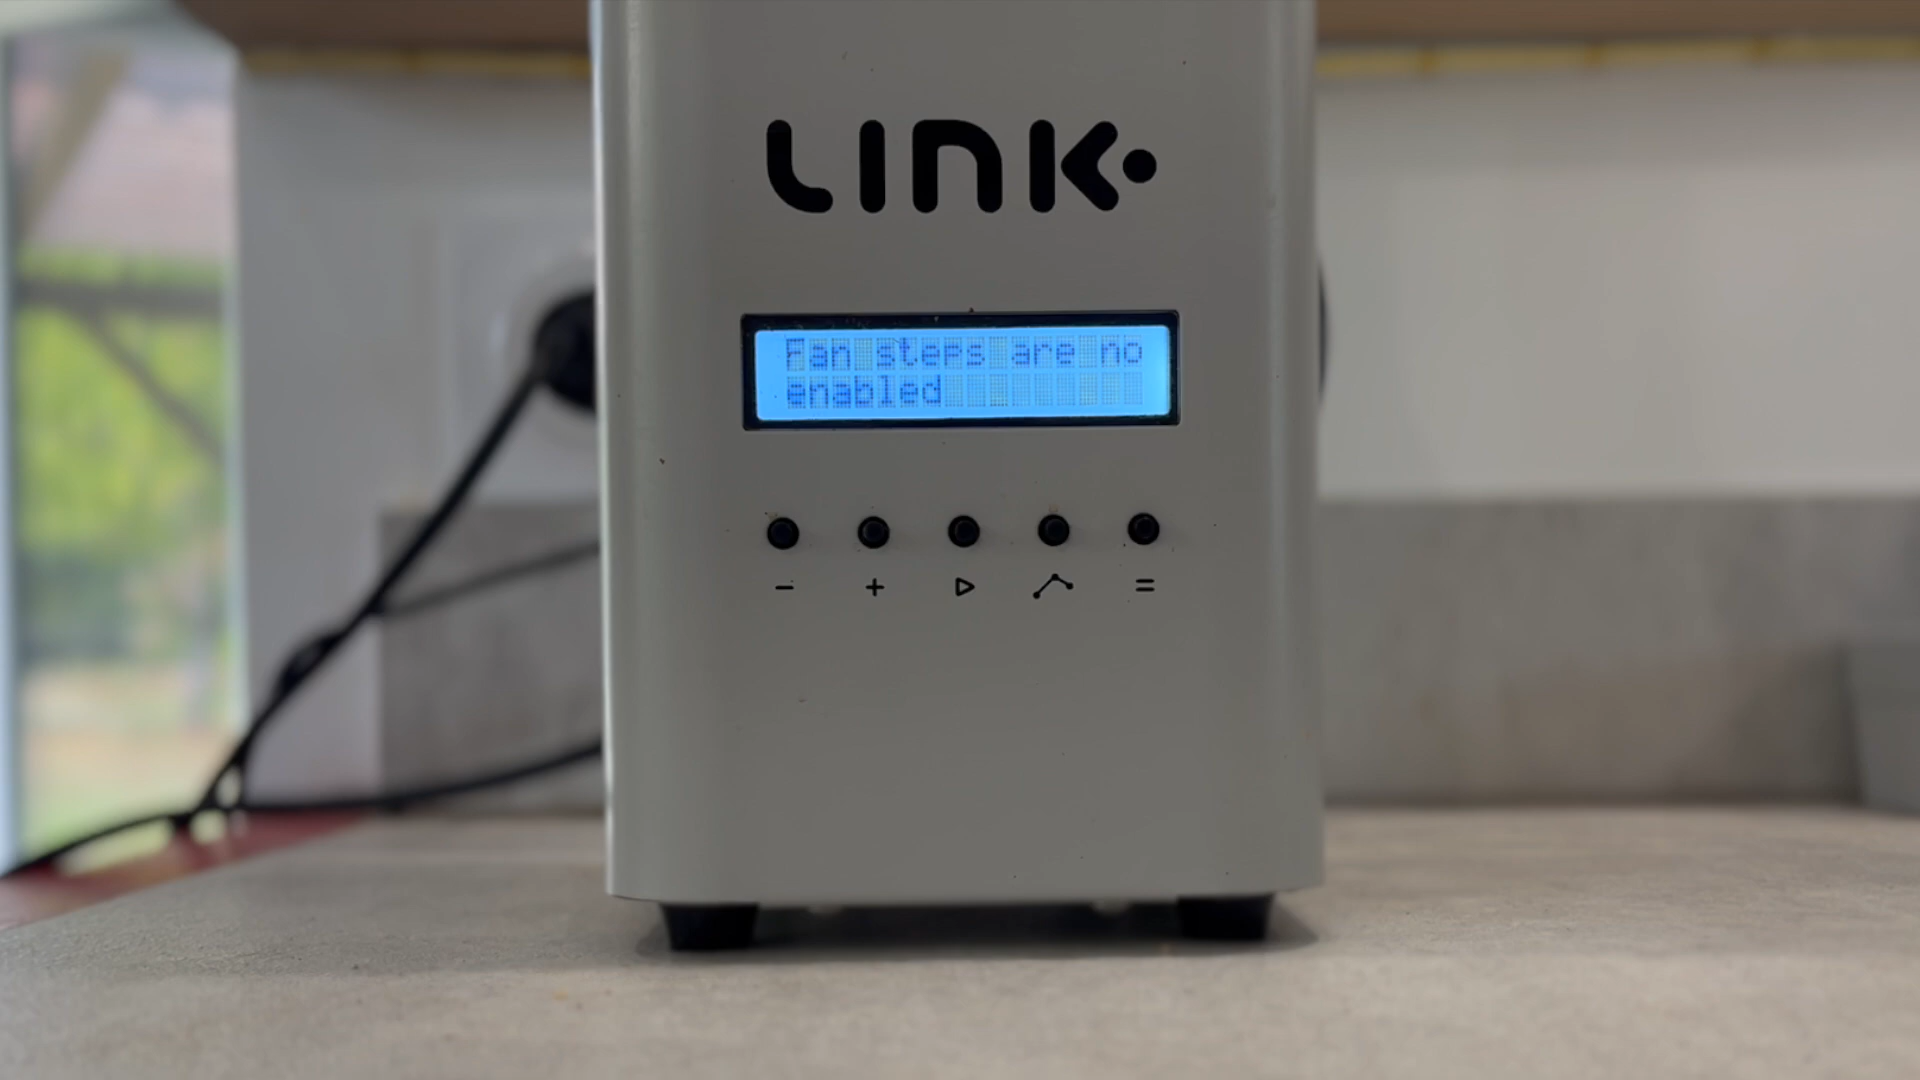 LINK
Fan steps are no
enabled
- + =